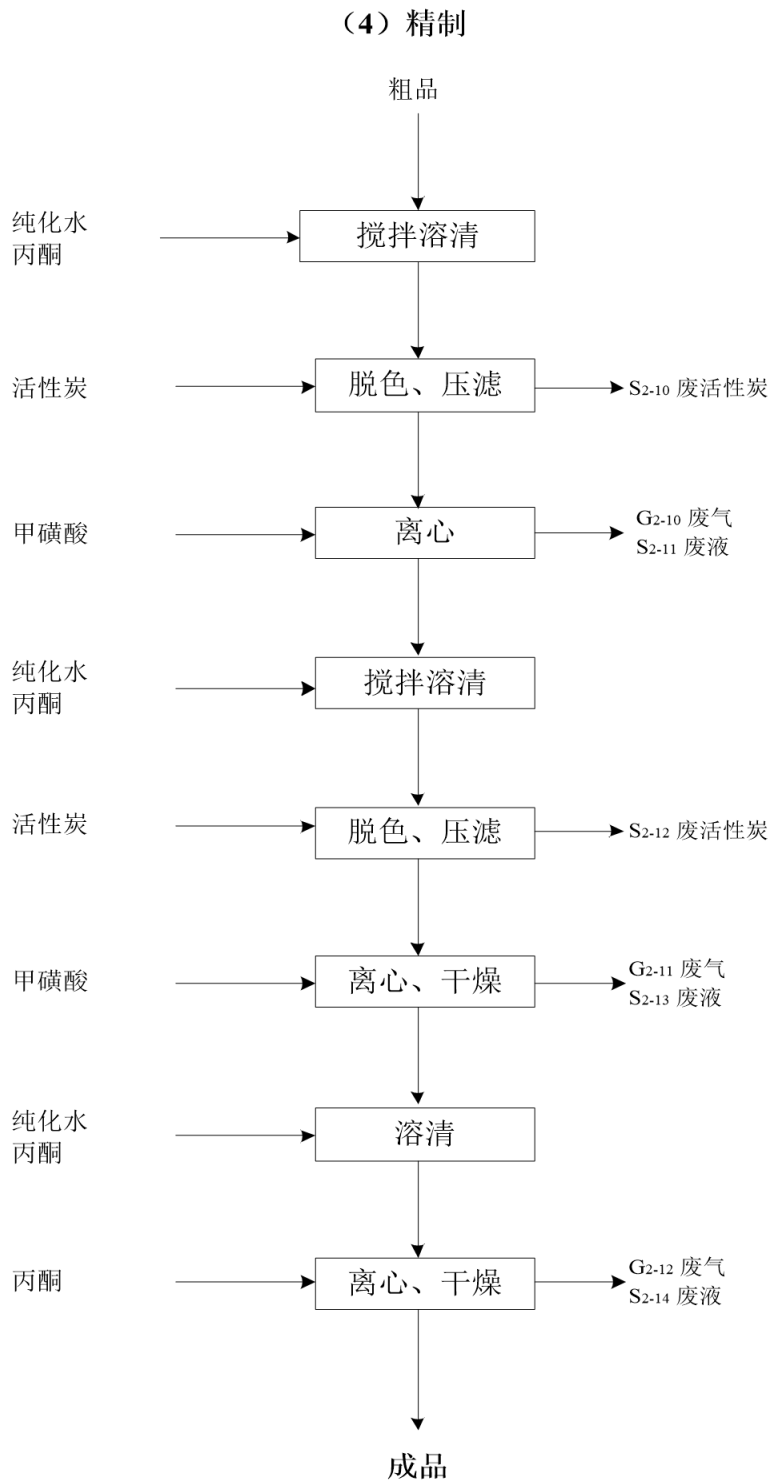 （4）精制
粗品
纯化水
丙酮
搅拌溶清
活性炭
脱色、压滤
S2-10 废活性炭
甲磺酸
离心
G2-10 废气
S2-11 废液
纯化水
丙酮
搅拌溶清
活性炭
脱色、压滤
S2-12 废活性炭
甲磺酸
离心、干燥
G2-11 废气
S2-13 废液
纯化水
丙酮
溶清
丙酮
离心、干燥
G2-12 废气
S2-14 废液
成品